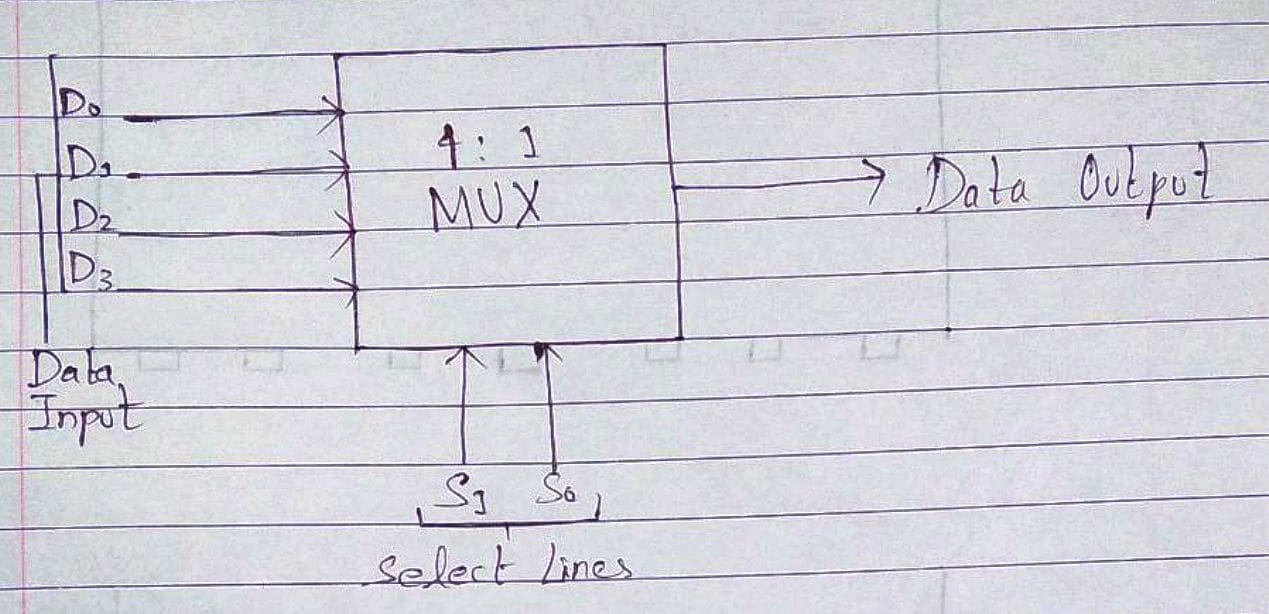 D0
D1
D2
D3
4:1
MUX
Data Output
Data
Input
S1 S0
Select Lines